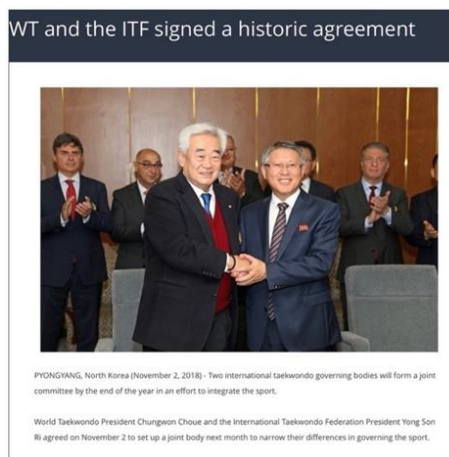 WT and the ITF signed a historic agreement
PYONGYANG, North Korea (November 2, 2018) - Two international taekwondo governing bodies will form a joint
committee by the end of the year in an effort to integrate the sport.
World Taekwondo President Chungwon Choue and the International Taekwondo Federation President Yong Son
Ri agreed on November 2 to set up a joint body next month to narrow their differences in governing the sport.